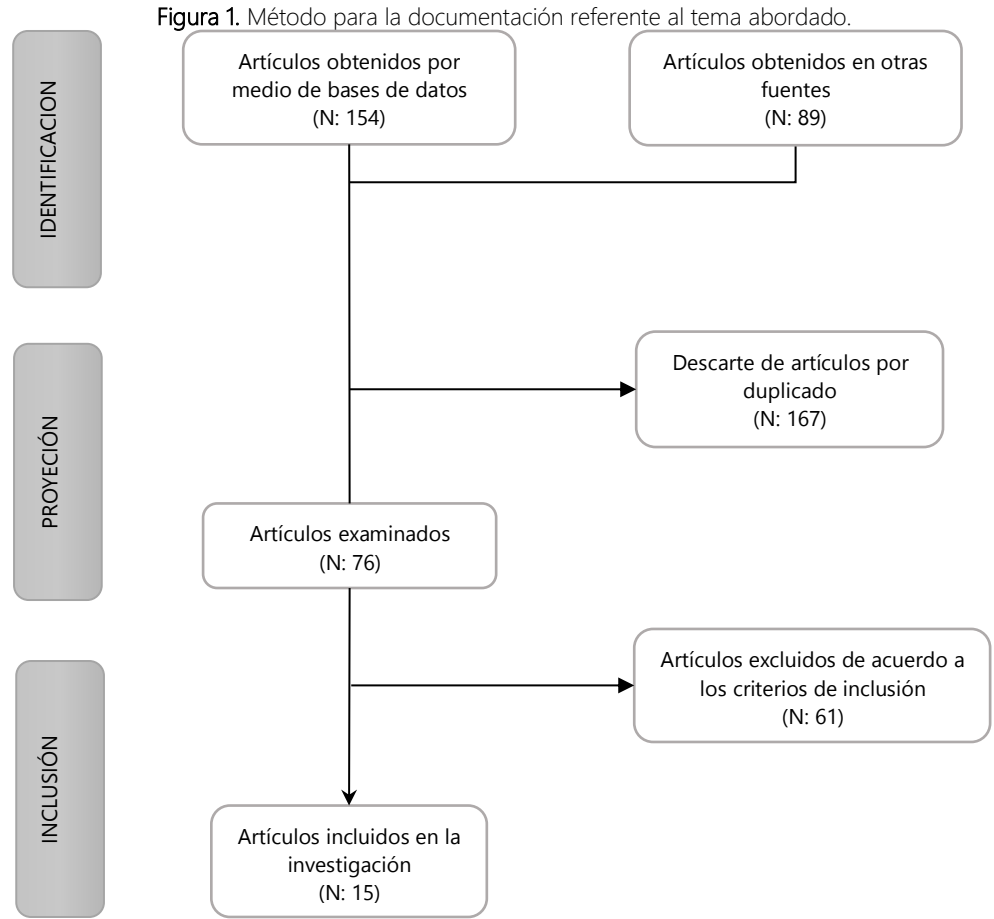 Figura 1. Método para la documentación referente al tema abordado.
IDENTIFICACION
Artículos obtenidos por
medio de bases de datos
(N: 154)
Artículos obtenidos en otras
fuentes
(N: 89)
PROYECIÓN
Descarte de artículos por
duplicado
(N: 167)
Artículos examinados
(N: 76)
INCLUSIÓN
Artículos excluidos de acuerdo a
los criterios de inclusión
(N: 61)
Artículos incluidos en la
investigación
(N: 15)